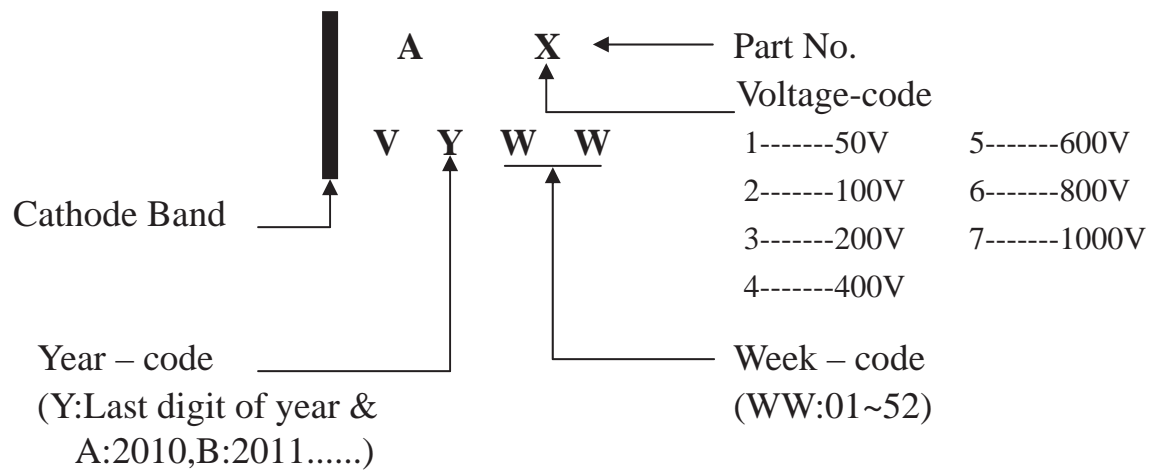 A X Part No.
Voltage-code
V Y W W
1-------50V 5-------600V
2-------100V 6-------800V
3-------200V 7-------1000V
4-------400V
Cathode Band
Year – code
(Y:Last digit of year &
A:2010,B:2011......)
Week – code
(WW:01~52)